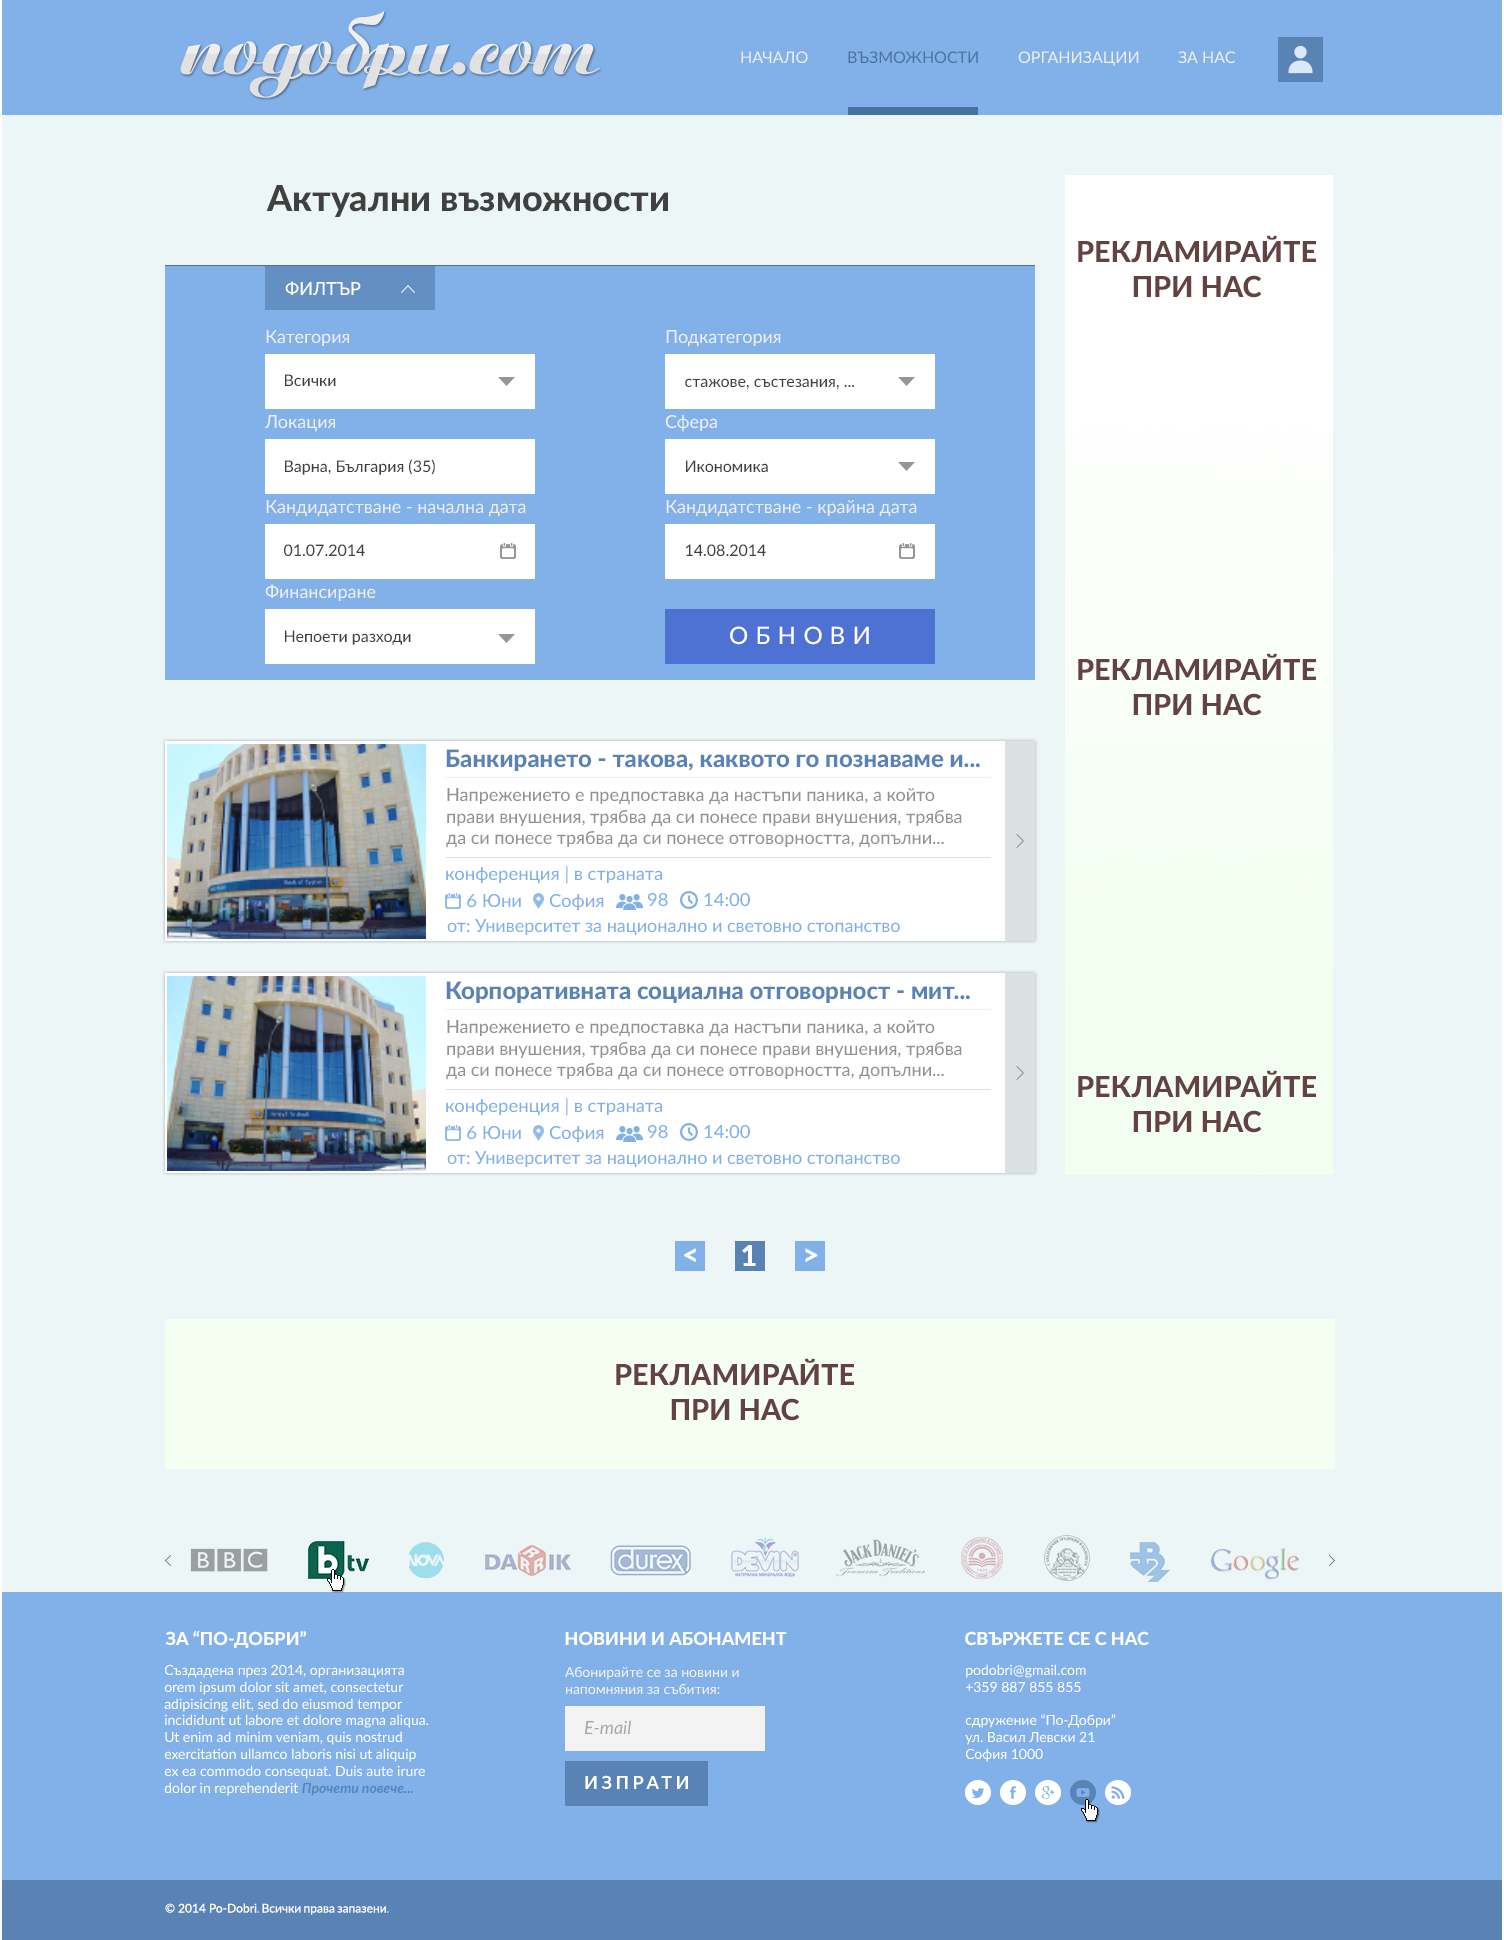 подобри.com
НАЧАЛО ВЪЗМОЖНОСТИ ОРГАНИЗАЦИИ ЗА НАС
Актуални възможности
ФИЛТЪР
Категория
Всички
Подкатегория
стажове, състезания, ...
Локация
Варна, България (35)
Сфера
Икономика
Кандидатстване - начална дата
01.07.2014
Кандидатстване - крайна дата
14.08.2014
Финансиране
Непоети разходи
ОБНОВИ
РЕКЛАМИРАЙТЕ
ПРИ НАС
РЕКЛАМИРАЙТЕ
ПРИ НАС
РЕКЛАМИРАЙТЕ
ПРИ НАС
Банкирането - такова, каквото го познаваме и...
Напрежението е предпоставка да настъпи паника, а който
прави внушения, трябва да си понесе прави внушения, трябва
да си понесе трябва да си понесе отговорността, допълни...
конференция | в страната
6 Юни София 98 14:00
от: Университет за национално и световно стопанство
Bank of Cyprus
Корпоративната социална отговорност - мит...
Напрежението е предпоставка да настъпи паника, а който
прави внушения, трябва да си понесе прави внушения, трябва
да си понесе трябва да си понесе отговорността, допълни...
конференция | в страната
6 Юни София 98 14:00
от: Университет за национално и световно стопанство
< 1 >
РЕКЛАМИРАЙТЕ
ПРИ НАС
BBC btv NOVA DARIK durex DEVIN JACK DANIEL'S Google
Tennessee Traditions
ЗА “ПО-ДОБРИ”
Създадена през 2014, организацията
orem ipsum dolor sit amet, consectetur
adipisicing elit, sed do eiusmod tempor
incididunt ut labore et dolore magna aliqua.
Ut enim ad minim veniam, quis nostrud
exercitation ullamco laboris nisi ut aliquip
ex ea commodo consequat. Duis aute irure
dolor in reprehenderit Прочети повече...
НОВИНИ И АБОНАМЕНТ
Абонирайте се за новини и
напомняния за събития:
E-mail
ИЗПРАТИ
СВЪРЖЕТЕ СЕ С НАС
podobri@gmail.com
+359 887 855 855
сдружение “По-Добри”
ул. Васил Левски 21
София 1000
© 2014 Po-Dobri. Всички права запазени.